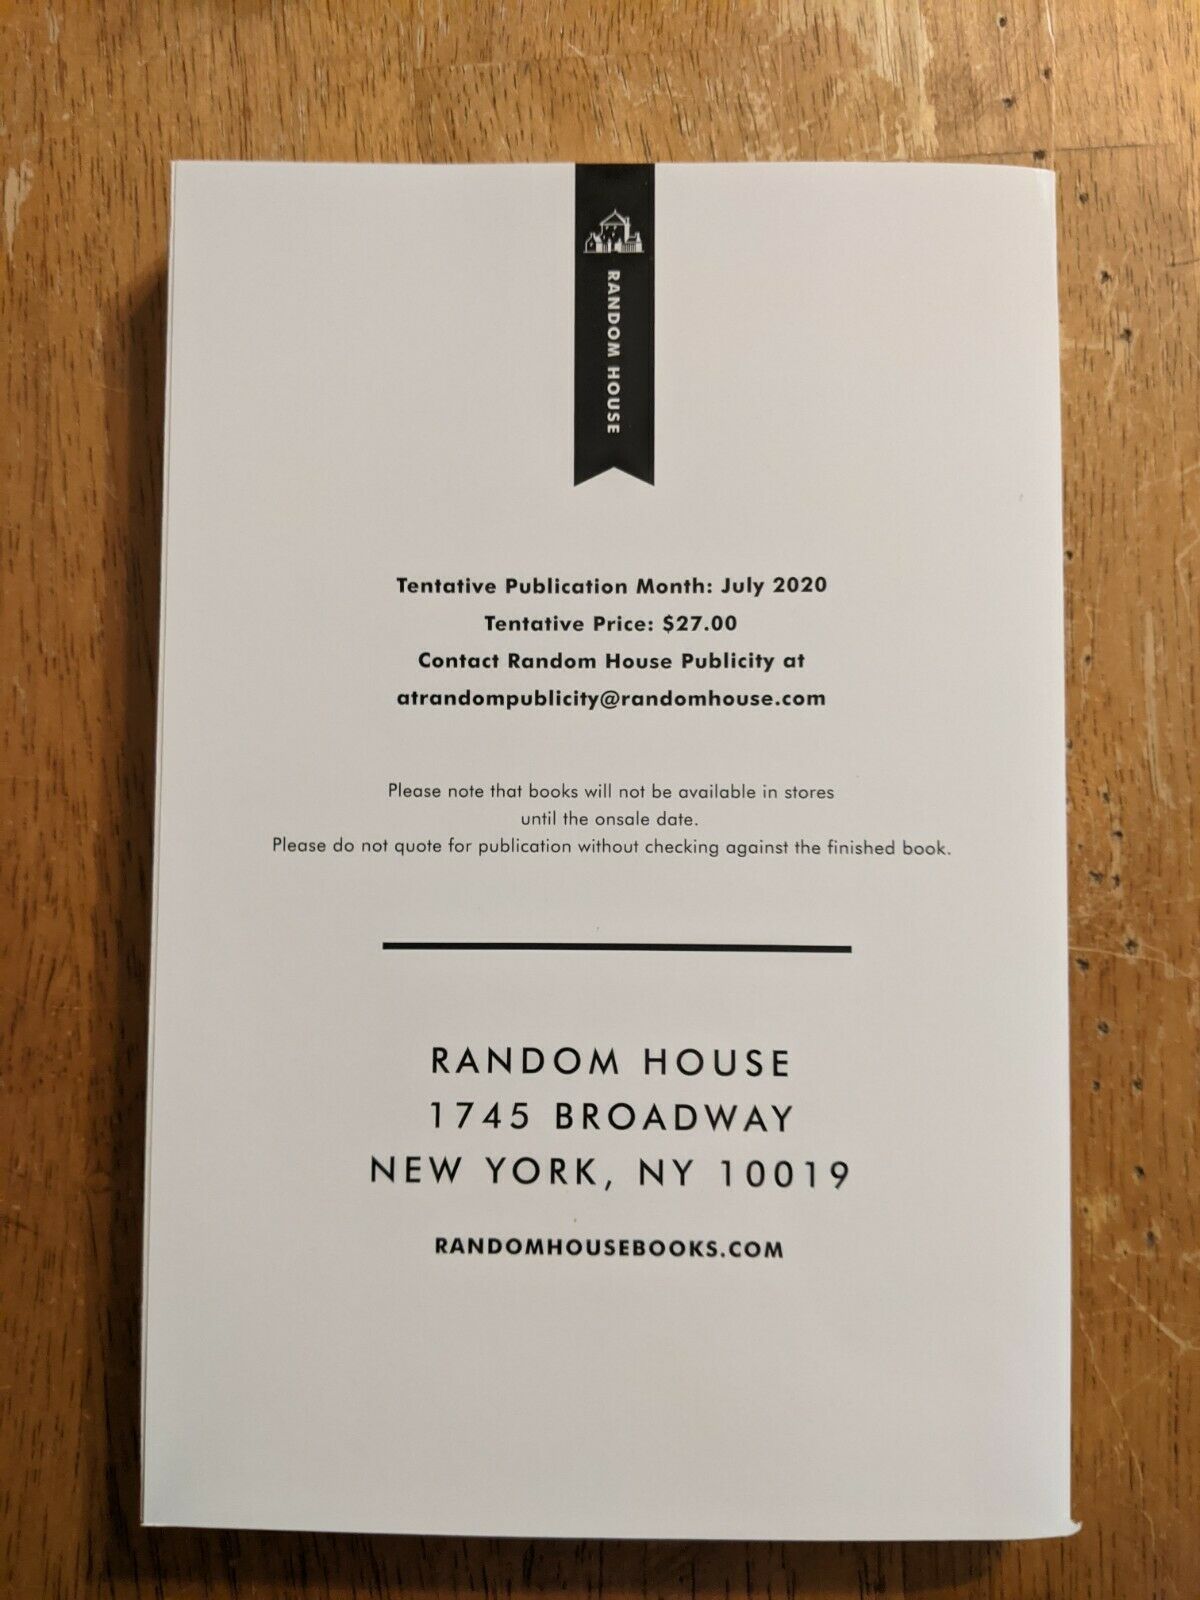 RANDOM HOUSE
Tentative Publication Month: July 2020
Tentative Price: $27.00
Contact Random House Publicity at
atrandompublicity@randomhouse.com
Please note that books will not be available in stores
until the onsale date.
Please do not quote for publication without checking against the finished book.
RANDOM HOUSE
1745 BROADWAY
NEW YORK, NY 10019
RANDOMHOUSEBOOKS.COM